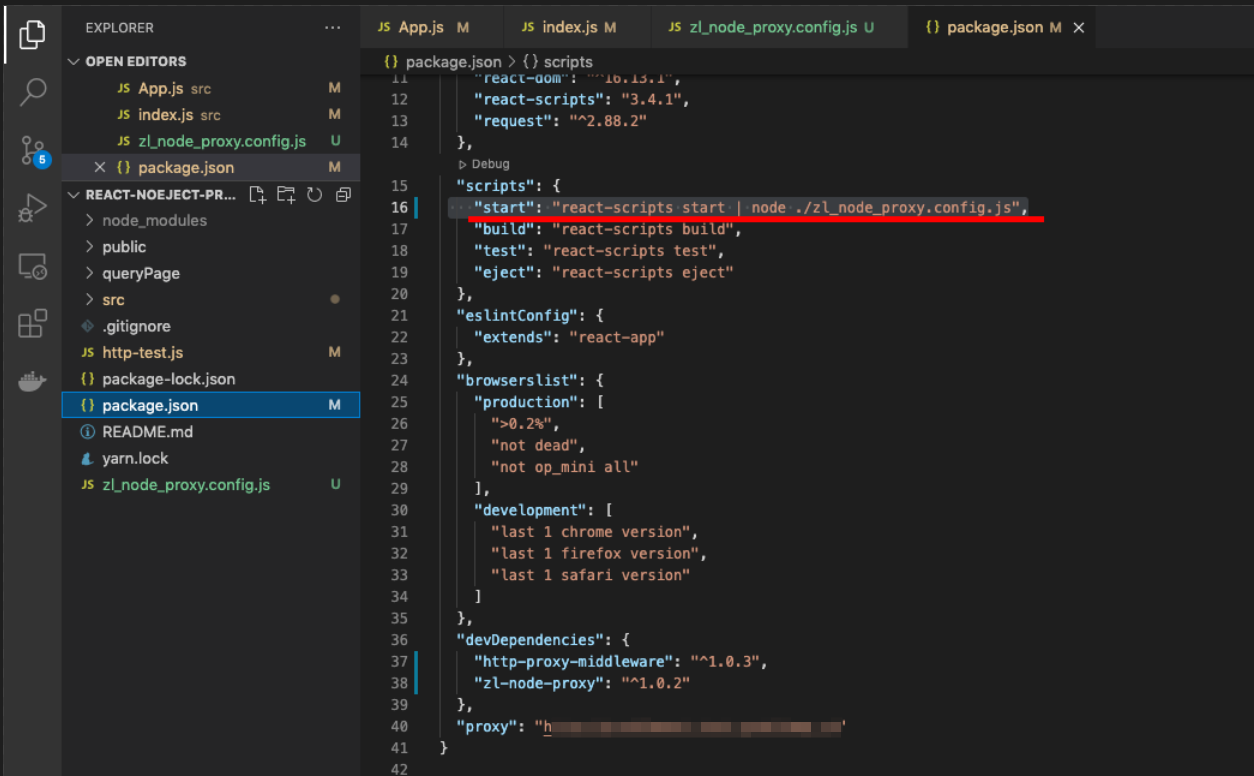 EXPLORER ...
OPEN EDITORS
JS App.js src M
JS index.js src M
JS zl_node_proxy.config.js U
{} package.json M
REACT-NOEJECT-PR...
node_modules
public
queryPage
src
.gitignore
JS http-test.js M
{} package-lock.json
{} package.json M
README.md
yarn.lock
JS zl_node_proxy.config.js U
5
JS App.js M JS index.js M JS zl_node_proxy.config.js U {} package.json M
{} package.json > {} scripts
11 "react-dom": "^16.13.1",
12 "react-scripts": "3.4.1",
13 "request": "^2.88.2"
14 },
Debug
15 "scripts": {
16 "start": "react-scripts start | node ./zl_node_proxy.config.js",
17 "build": "react-scripts build",
18 "test": "react-scripts test",
19 "eject": "react-scripts eject"
20 },
21 "eslintConfig": {
22 "extends": "react-app"
23 },
24 "browserslist": {
25 "production": [
26 ">0.2%",
27 "not dead",
28 "not op_mini all"
29 ],
30 "development": [
31 "last 1 chrome version",
32 "last 1 firefox version",
33 "last 1 safari version"
34 ]
35 },
36 "devDependencies": {
37 "http-proxy-middleware": "^1.0.3",
38 "zl-node-proxy": "^1.0.2"
39 },
40 "proxy": "h
41 }
42